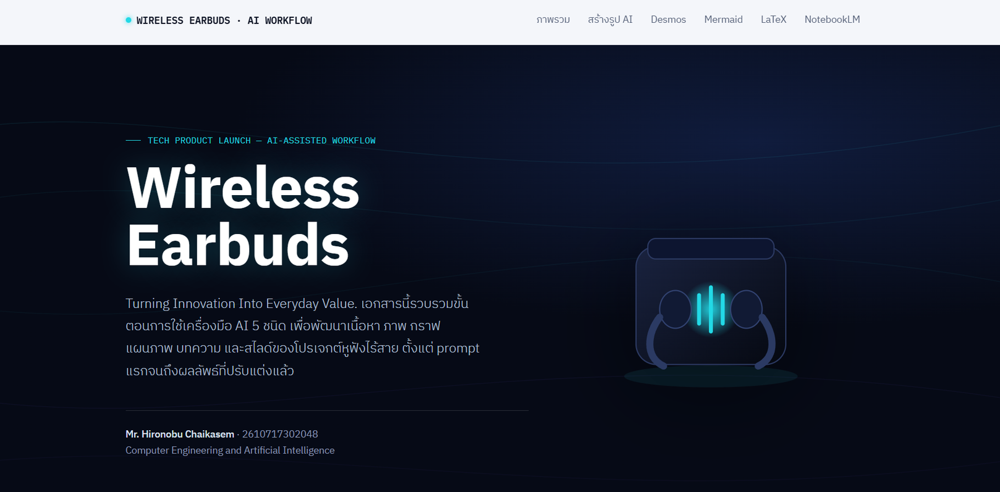 WIRELESS EARBUDS · AI WORKFLOW
ภาพรวม สร้างรูป AI Desmos Mermaid LaTeX NotebookLM
TECH PRODUCT LAUNCH — AI-ASSISTED WORKFLOW
Wireless
Earbuds
Turning Innovation Into Everyday Value. เอกสารนี้รวบรวมขั้น
ตอนการใช้เครื่องมือ AI 5 ชนิด เพื่อพัฒนาเนื้อหา ภาพ กราฟ
แผนภาพ บทความ และสไลด์ของโปรเจกต์หูฟังไร้สาย ตั้งแต่ prompt
แรกจนถึงผลลัพธ์ที่ปรับแต่งแล้ว
Mr. Hironobu Chaikasem · 2610717302048
Computer Engineering and Artificial Intelligence